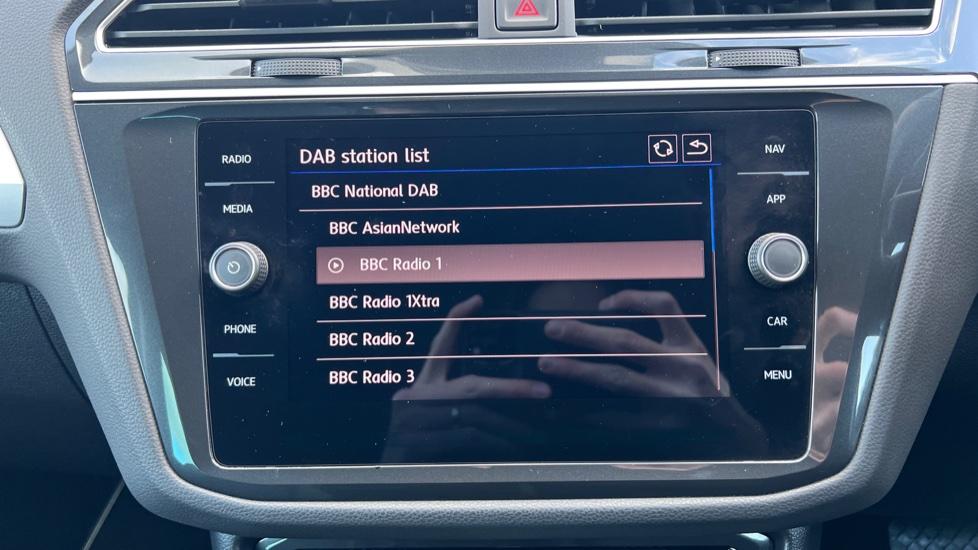 RADIO
MEDIA
PHONE
VOICE
DAB station list
BBC National DAB
BBC AsianNetwork
BBC Radio 1
BBC Radio 1Xtra
BBC Radio 2
BBC Radio 3
NAV
APP
CAR
MENU